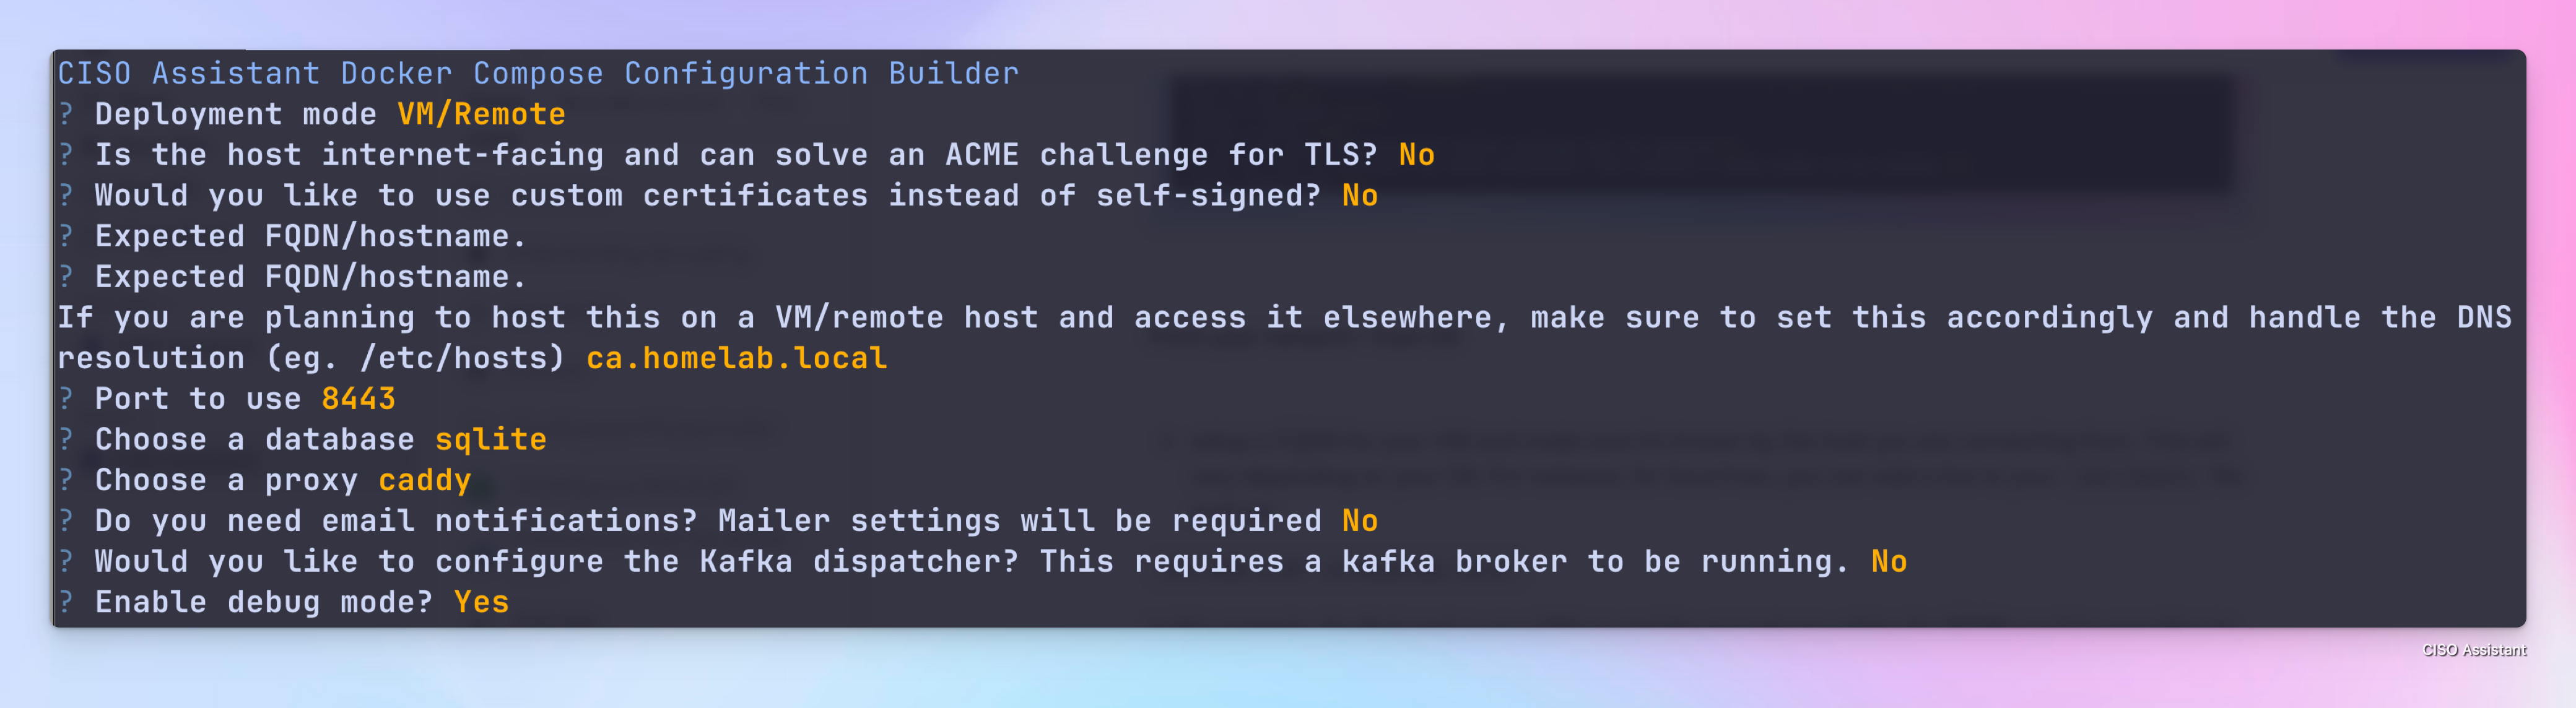 CISO Assistant Docker Compose Configuration Builder
? Deployment mode VM/Remote
? Is the host internet-facing and can solve an ACME challenge for TLS? No
? Would you like to use custom certificates instead of self-signed? No
? Expected FQDN/hostname.
? Expected FQDN/hostname.
If you are planning to host this on a VM/remote host and access it elsewhere, make sure to set this accordingly and handle the DNS
resolution (eg. /etc/hosts) ca.homelab.local
? Port to use 8443
? Choose a database sqlite
? Choose a proxy caddy
? Do you need email notifications? Mailer settings will be required No
? Would you like to configure the Kafka dispatcher? This requires a kafka broker to be running. No
? Enable debug mode? Yes
CISO Assistant